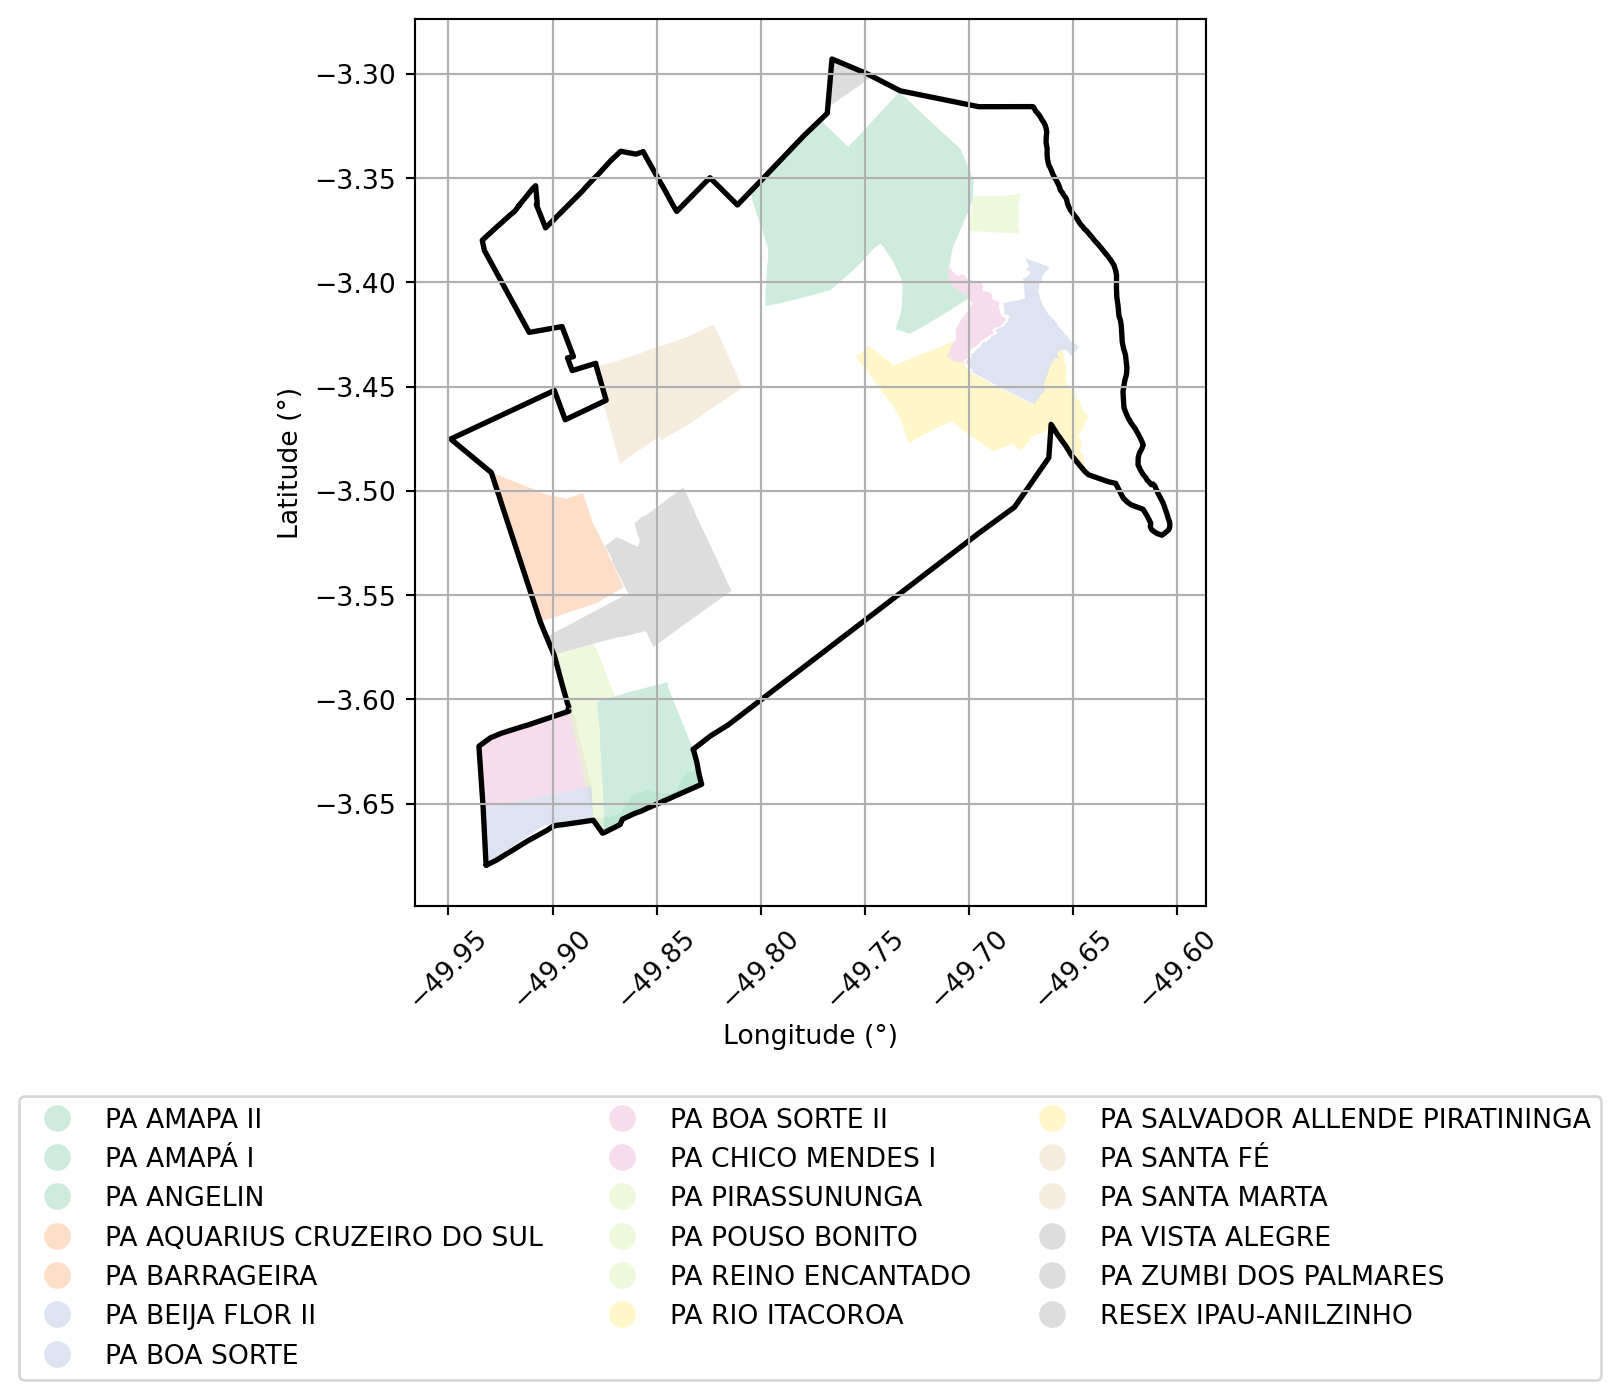 −3.30
−3.35
−3.40
−3.45
−3.50
−3.55
−3.60
−3.65
Latitude (°)
−49.95
−49.90
−49.85
−49.80
−49.75
−49.70
−49.65
−49.60
Longitude (°)
PA AMAPA II
PA AMAPÁ I
PA ANGELIN
PA AQUARIUS CRUZEIRO DO SUL
PA BARRAGEIRA
PA BEIJA FLOR II
PA BOA SORTE
PA BOA SORTE II
PA CHICO MENDES I
PA PIRASSUNUNGA
PA POUSO BONITO
PA REINO ENCANTADO
PA RIO ITACOROA
PA SALVADOR ALLENDE PIRATININGA
PA SANTA FÉ
PA SANTA MARTA
PA VISTA ALEGRE
PA ZUMBI DOS PALMARES
RESEX IPAU-ANILZINHO